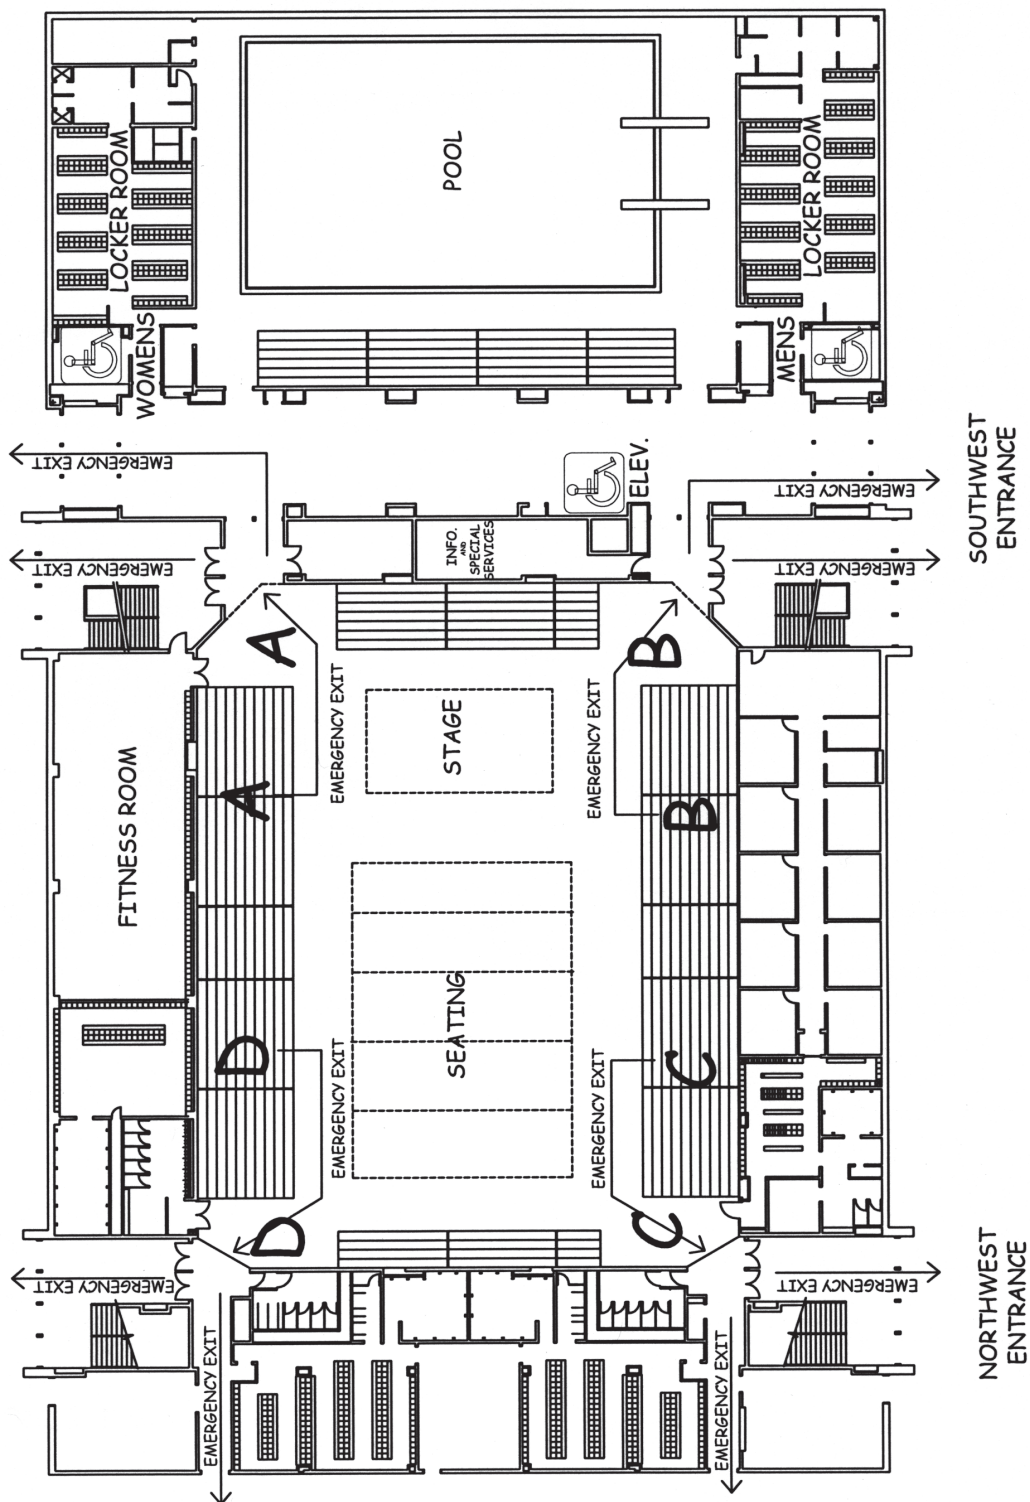 POOL
LOCKER ROOM
WOMENS
LOCKER ROOM
MENS
EMERGENCY EXIT
EMERGENCY EXIT
ELEV.
INFO.
AND
SPECIAL
SERVICES
EMERGENCY EXIT
EMERGENCY EXIT
SOUTHWEST
ENTRANCE
A
B
EMERGENCY EXIT
EMERGENCY EXIT
STAGE
FITNESS ROOM
A
B
SEATING
D
C
EMERGENCY EXIT
EMERGENCY EXIT
D
C
EMERGENCY EXIT
EMERGENCY EXIT
NORTHWEST
ENTRANCE
EMERGENCY EXIT
EMERGENCY EXIT